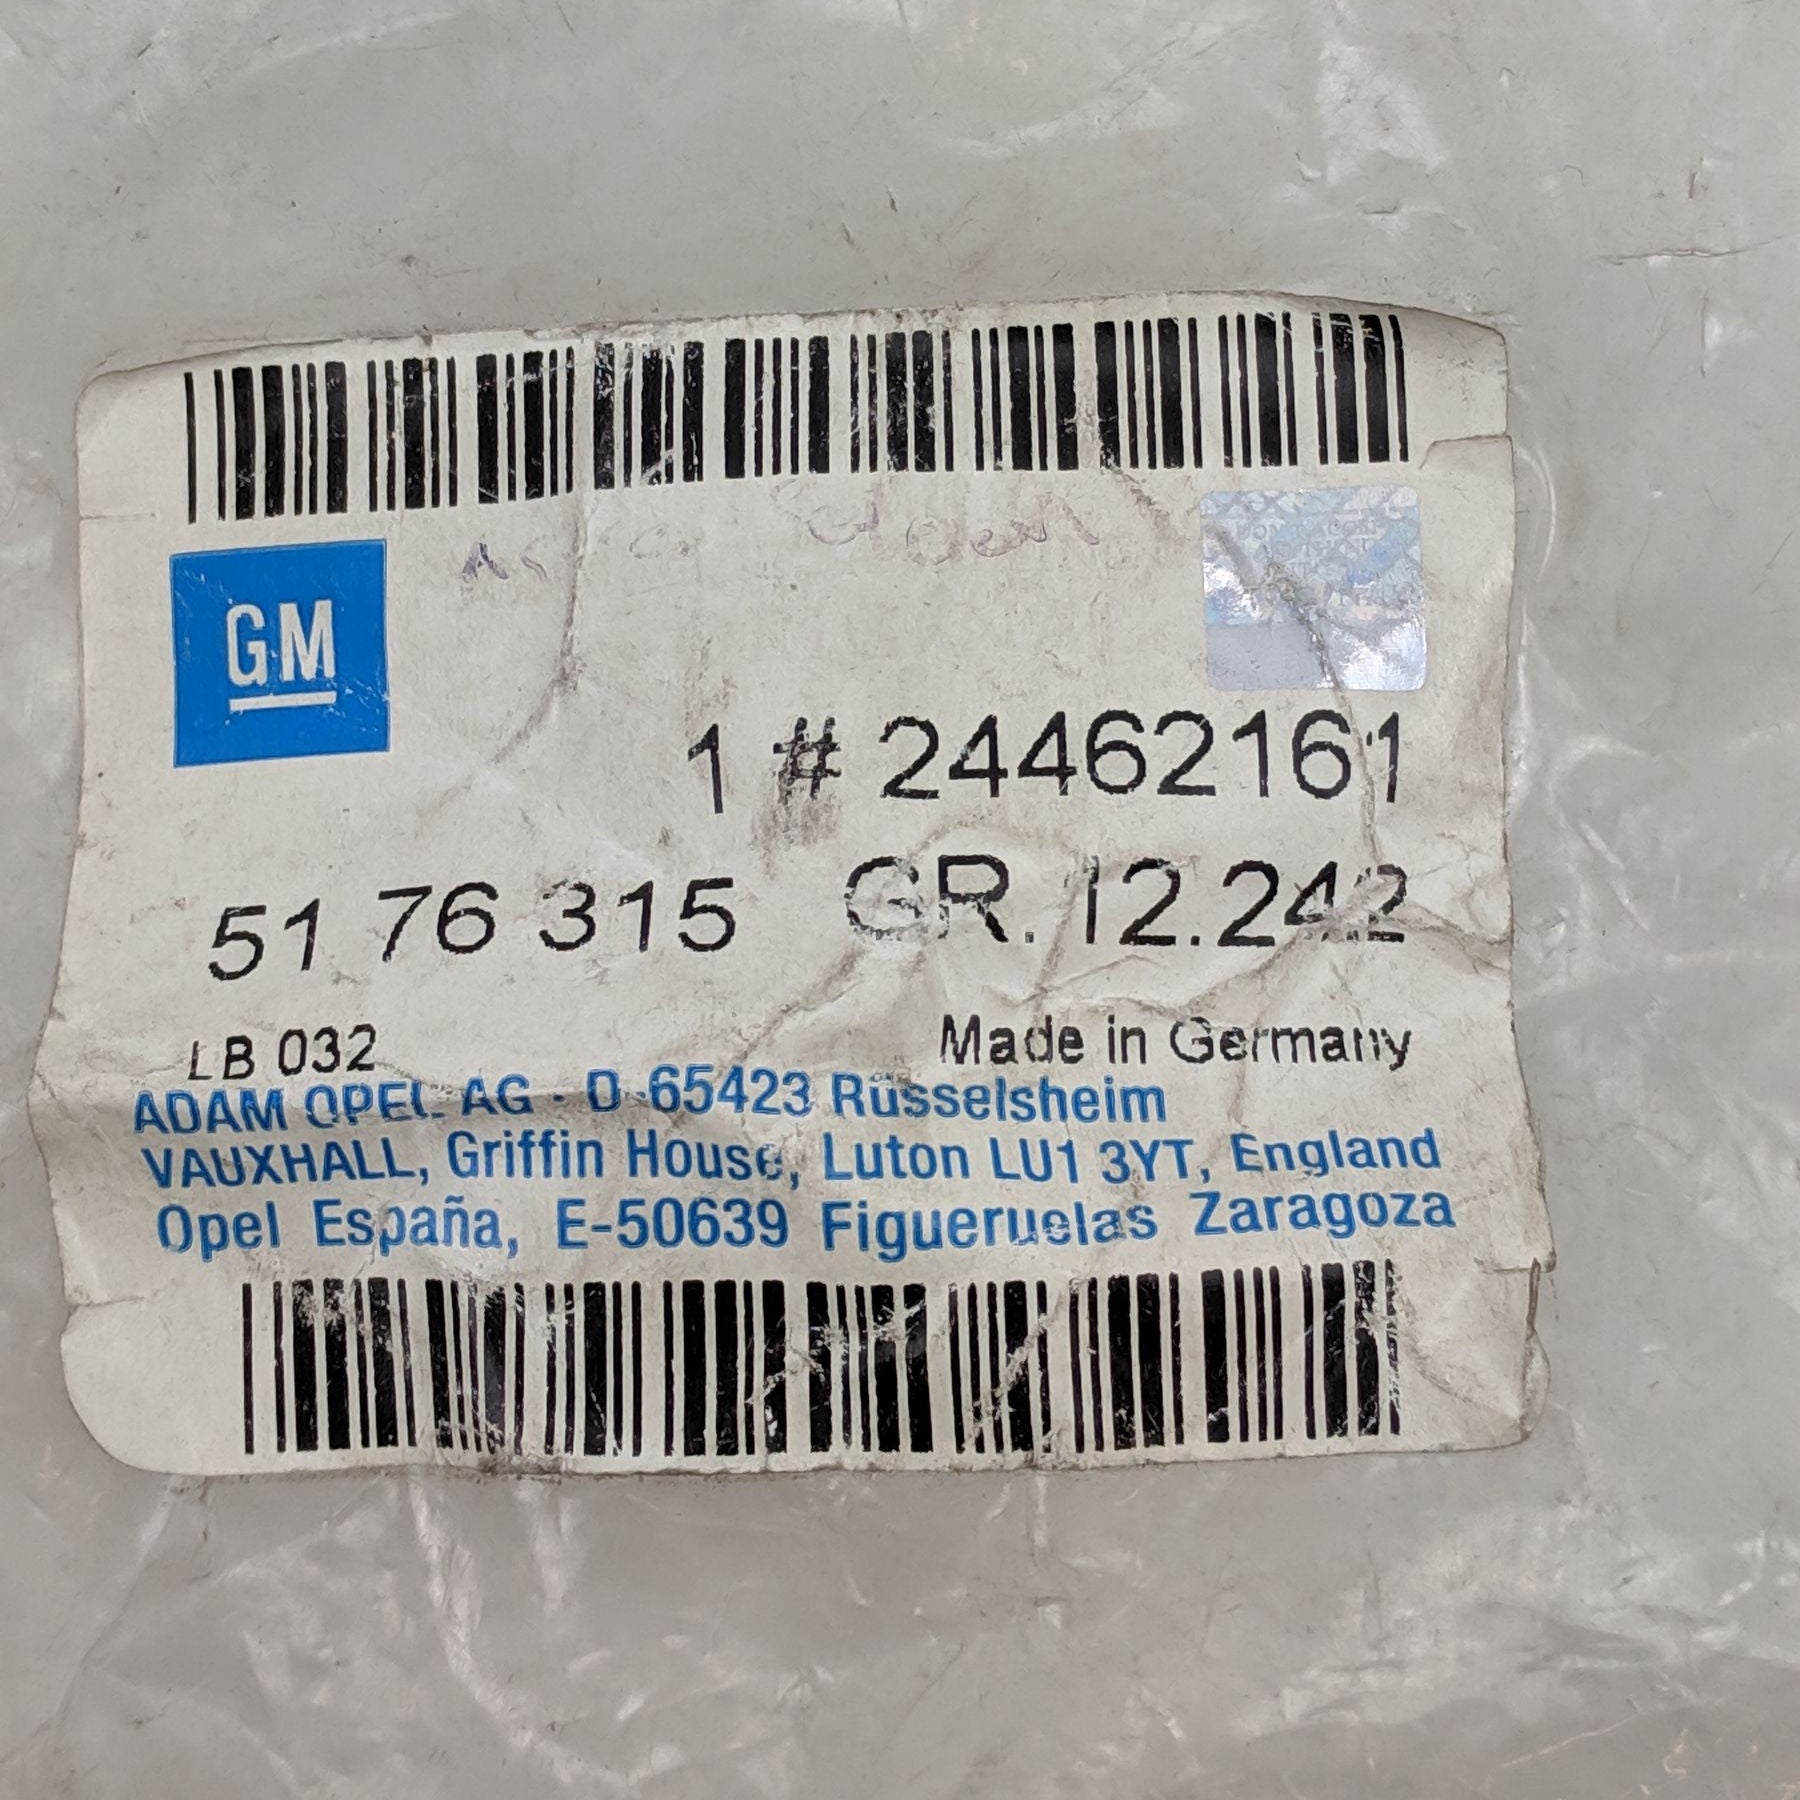 GM
1 # 24462161
51 76 315 GR. 12.242
LB 032 Made in Germany
ADAM OPEL AG · D-65423 Rüsselsheim
VAUXHALL, Griffin House, Luton LU1 3YT, England
Opel España, E-50639 Figueruelas Zaragoza